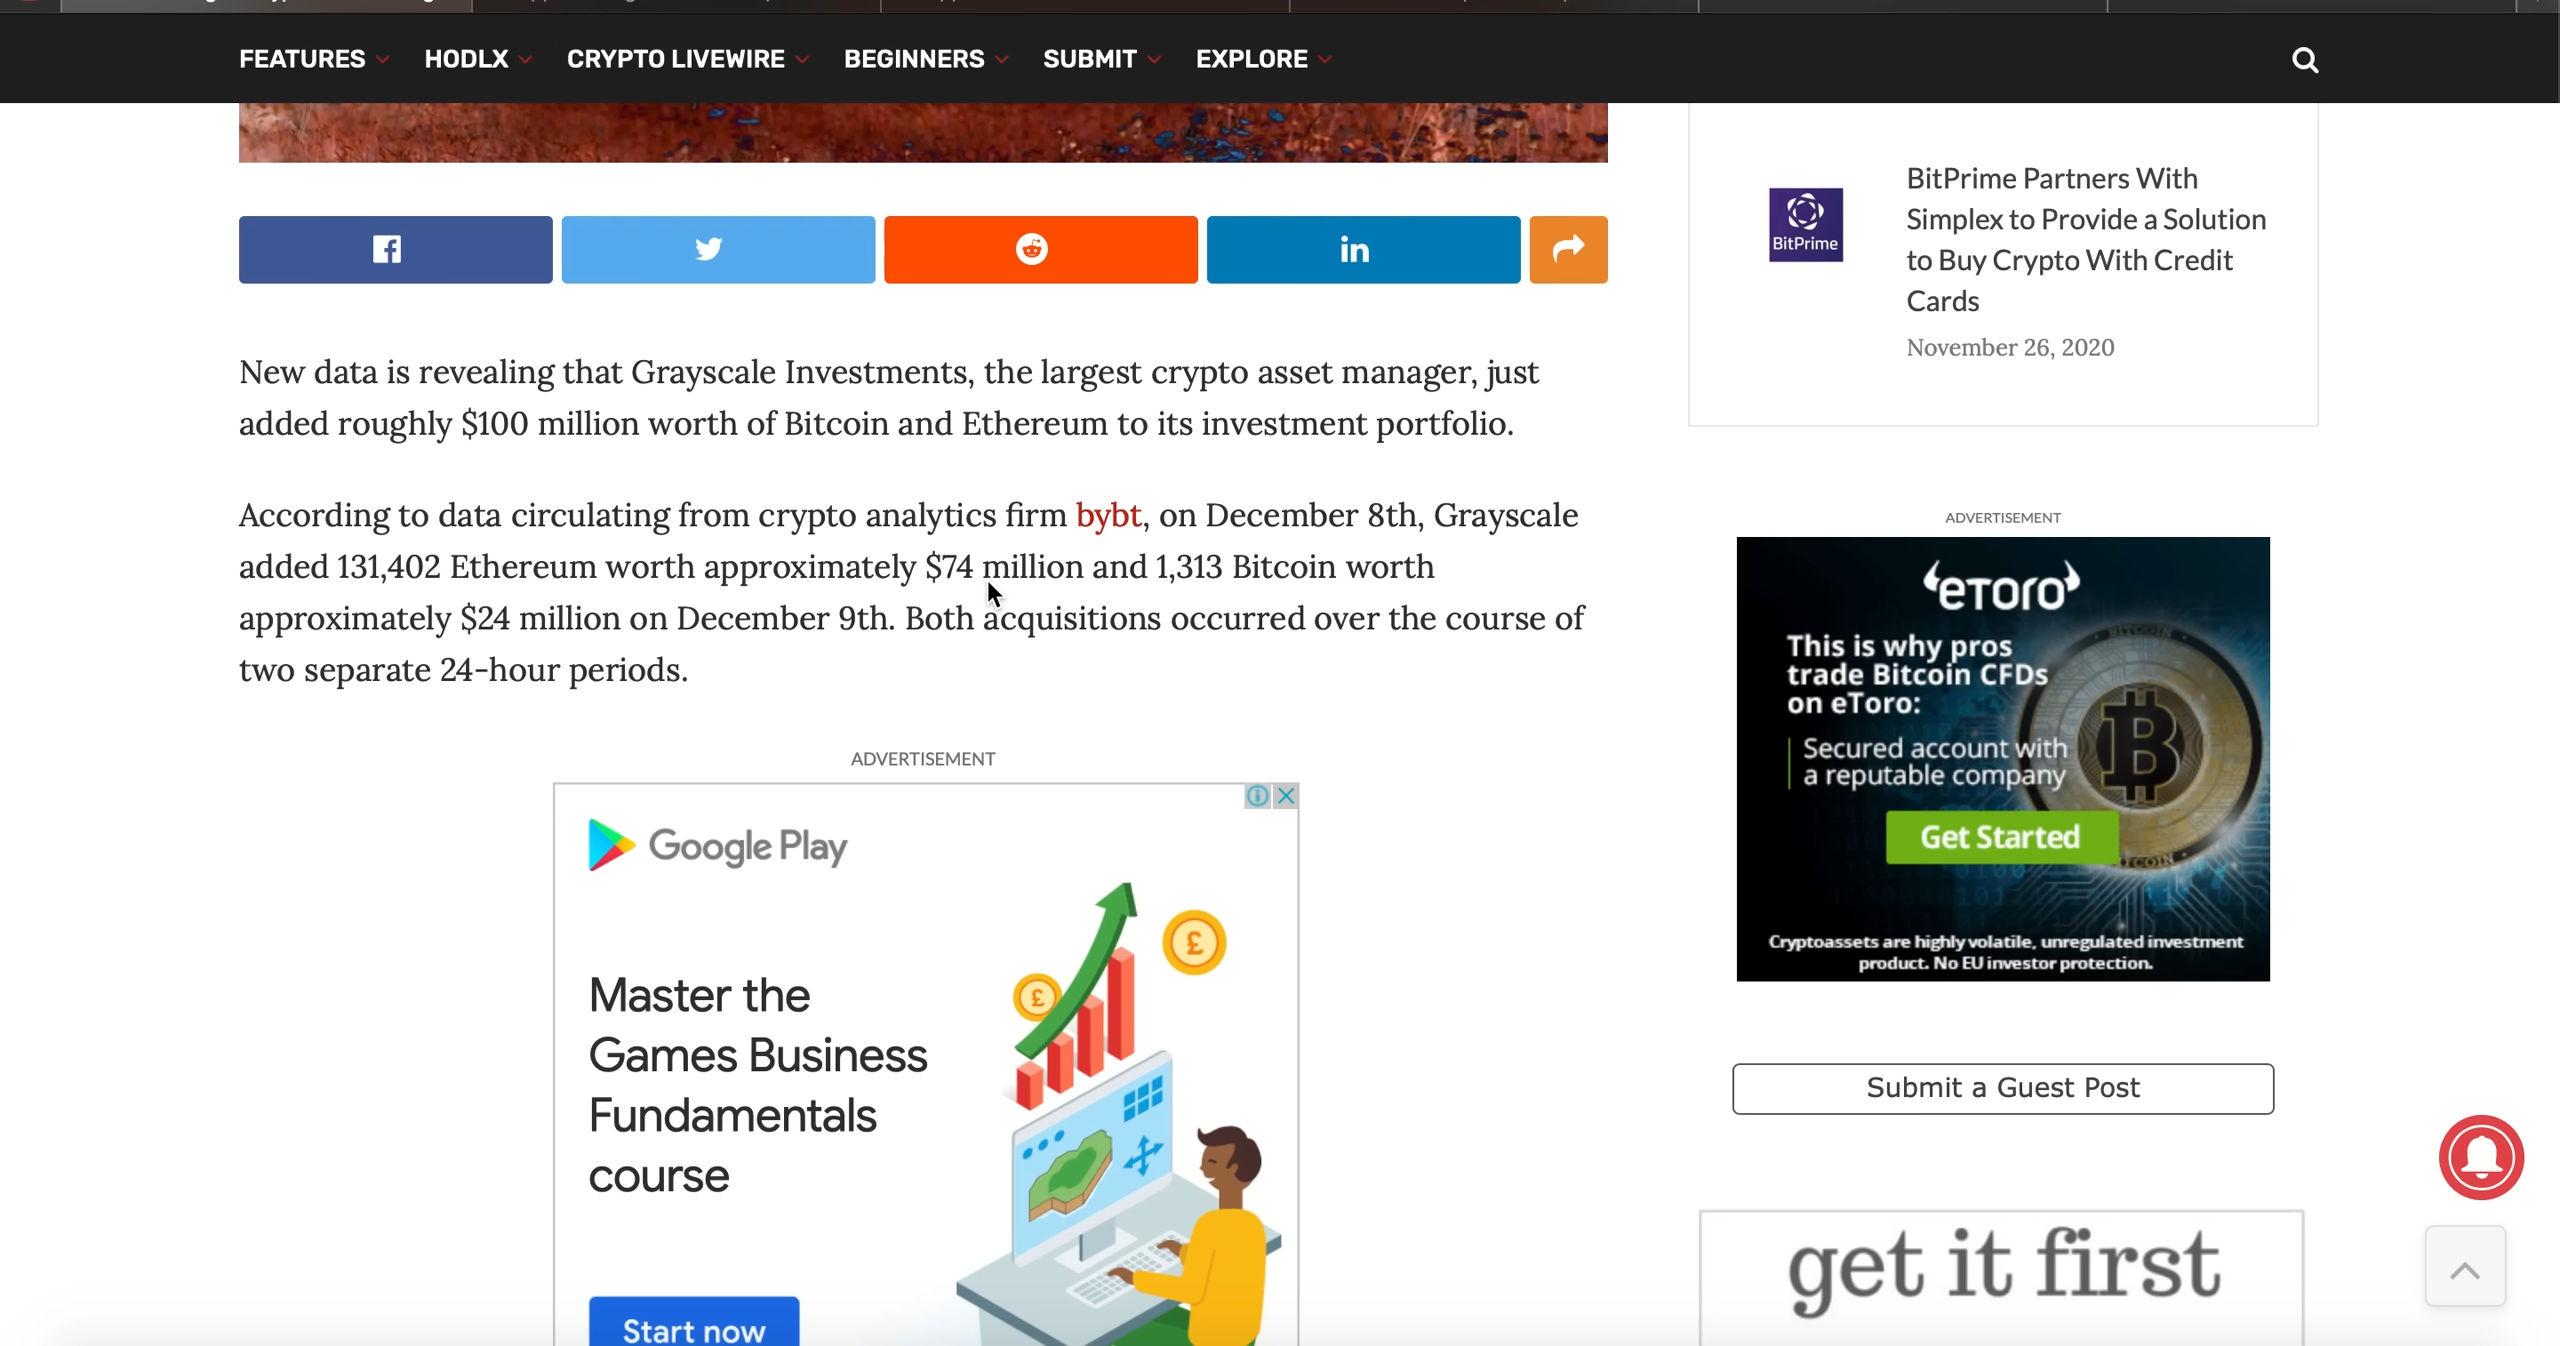 FEATURES HODLX CRYPTO LIVEWIRE BEGINNERS SUBMIT EXPLORE
New data is revealing that Grayscale Investments, the largest crypto asset manager, just
added roughly $100 million worth of Bitcoin and Ethereum to its investment portfolio.
According to data circulating from crypto analytics firm bybt, on December 8th, Grayscale
added 131,402 Ethereum worth approximately $74 million and 1,313 Bitcoin worth
approximately $24 million on December 9th. Both acquisitions occurred over the course of
two separate 24-hour periods.
ADVERTISEMENT
Google Play
Master the
Games Business
Fundamentals
course
Start now
BitPrime
BitPrime Partners With
Simplex to Provide a Solution
to Buy Crypto With Credit
Cards
November 26, 2020
ADVERTISEMENT
eToro
This is why pros
trade Bitcoin CFDs
on eToro:
Secured account with
a reputable company
Get Started
Cryptoassets are highly volatile, unregulated investment
product. No EU investor protection.
Submit a Guest Post
get it first